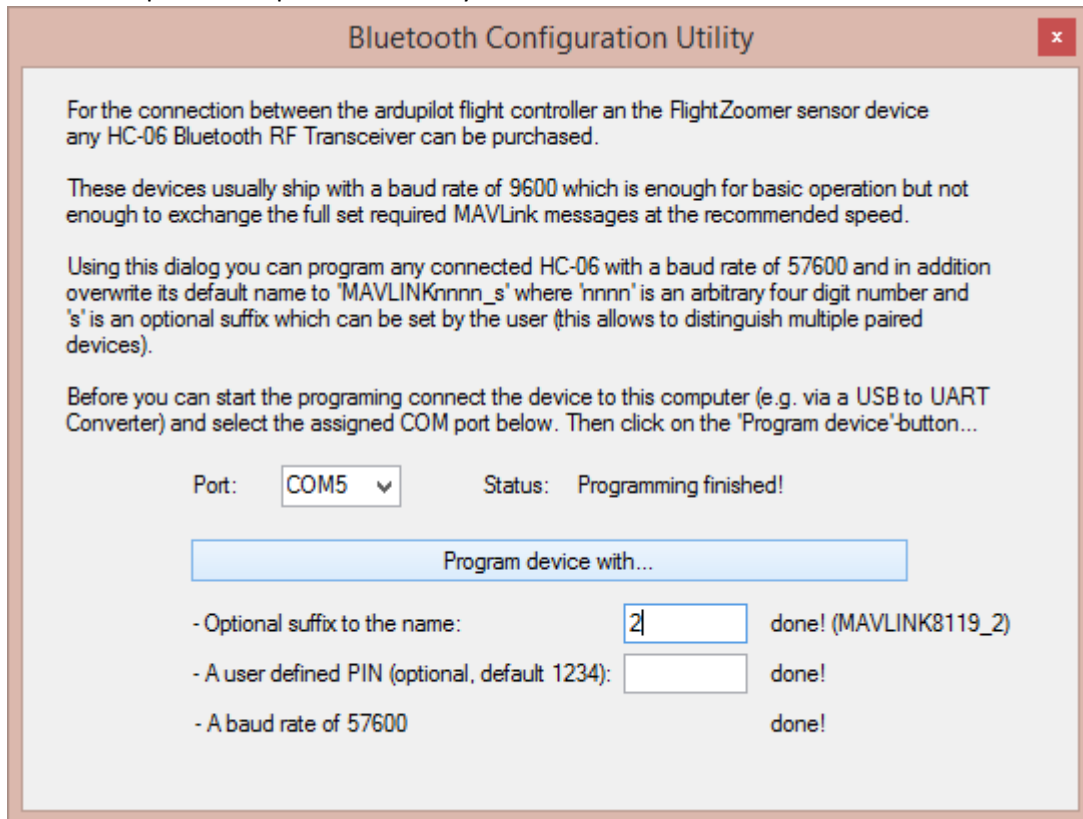 Bluetooth Configuration Utility
x
For the connection between the ardupilot flight controller an the FlightZoomer sensor device
any HC-06 Bluetooth RF Transceiver can be purchased.
These devices usually ship with a baud rate of 9600 which is enough for basic operation but not
enough to exchange the full set required MAVLink messages at the recommended speed.
Using this dialog you can program any connected HC-06 with a baud rate of 57600 and in addition
overwrite its default name to 'MAVLINKnnnn_s' where 'nnnn' is an arbitrary four digit number and
's' is an optional suffix which can be set by the user (this allows to distinguish multiple paired
devices).
Before you can start the programing connect the device to this computer (e.g. via a USB to UART
Converter) and select the assigned COM port below. Then click on the 'Program device'-button...
Port: COM5 Status: Programming finished!
Program device with...
- Optional suffix to the name: 2 done! (MAVLINK8119_2)
- A user defined PIN (optional, default 1234): done!
- A baud rate of 57600 done!